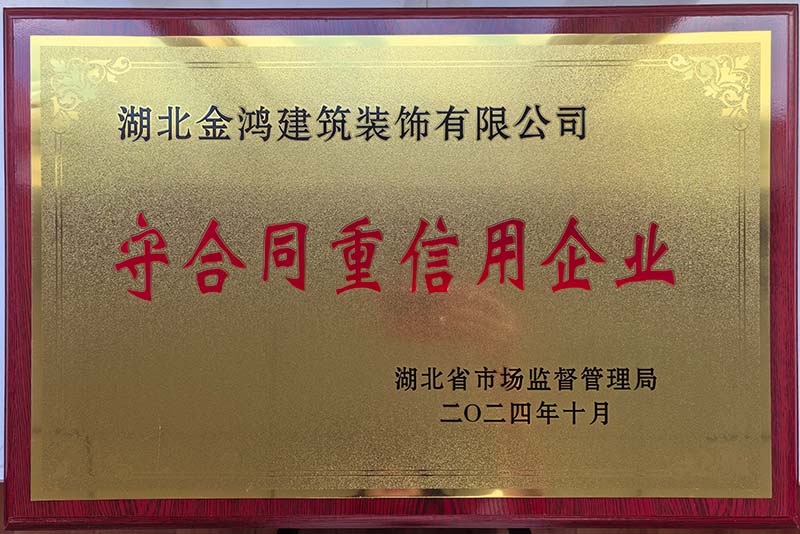 湖北金鸿建筑装饰有限公司
守合同重信用企业
湖北省市场监督管理局
二〇二四年十月